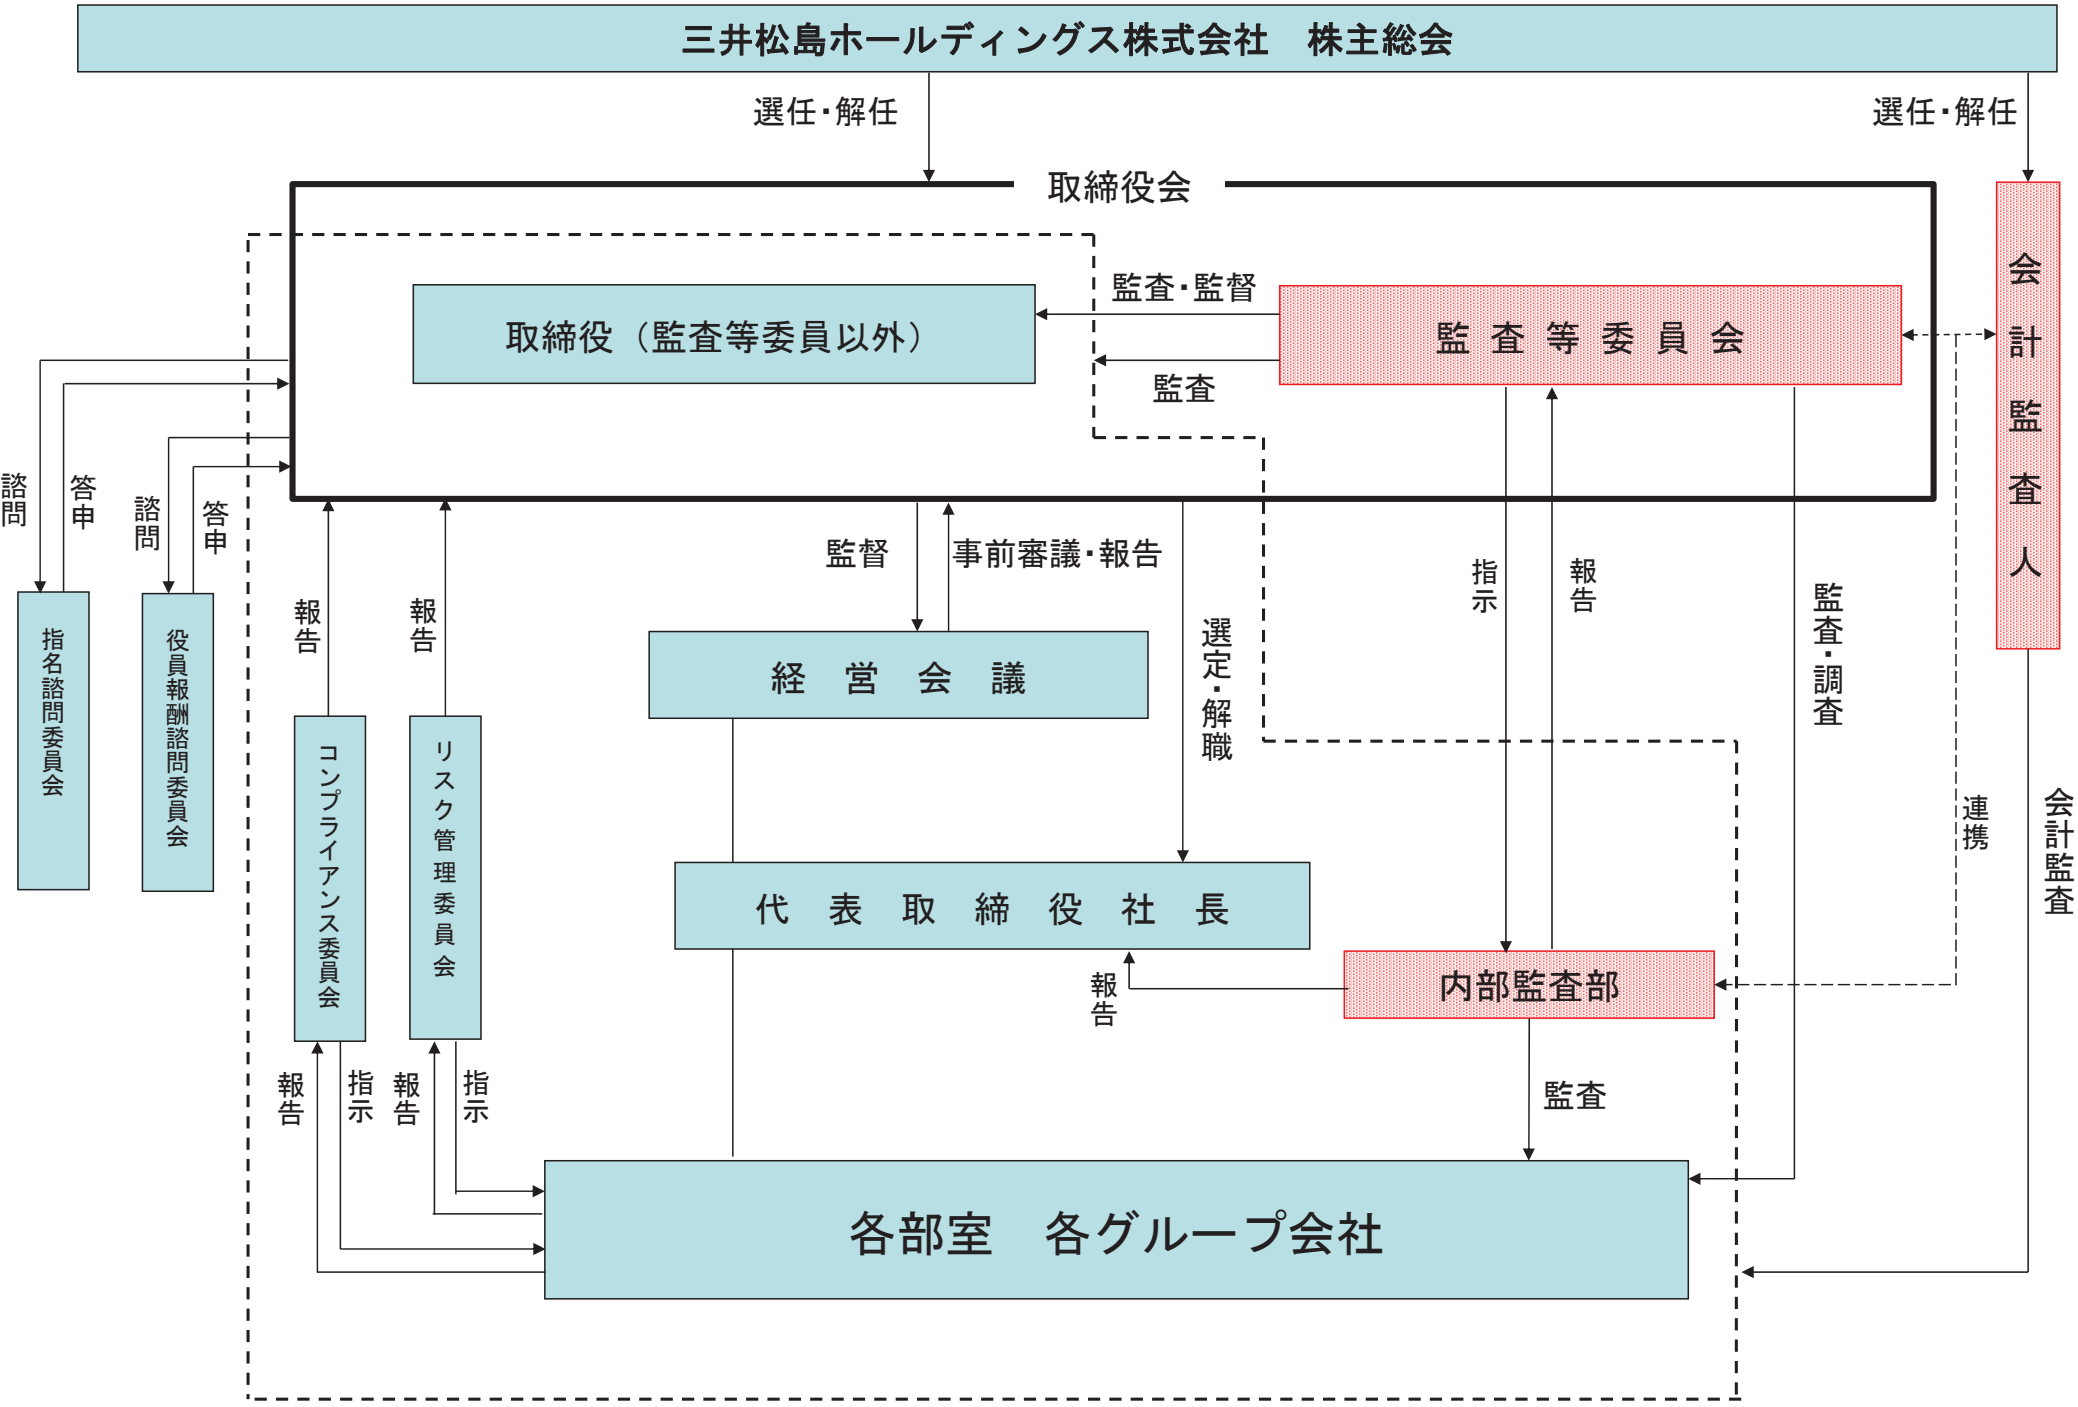 三井松島ホールディングス株式会社　株主総会
選任・解任
選任・解任
取締役会
取締役（監査等委員以外）
監査・監督
監査
監査等委員会
会計監査人
諮問
答申
諮問
答申
報告
報告
監督
事前審議・報告
選定・解職
指示
報告
監査・調査
連携
会計監査
指名諮問委員会
役員報酬諮問委員会
コンプライアンス委員会
リスク管理委員会
経営会議
代表取締役社長
報告
内部監査部
監査
報告
指示
報告
指示
各部室　各グループ会社